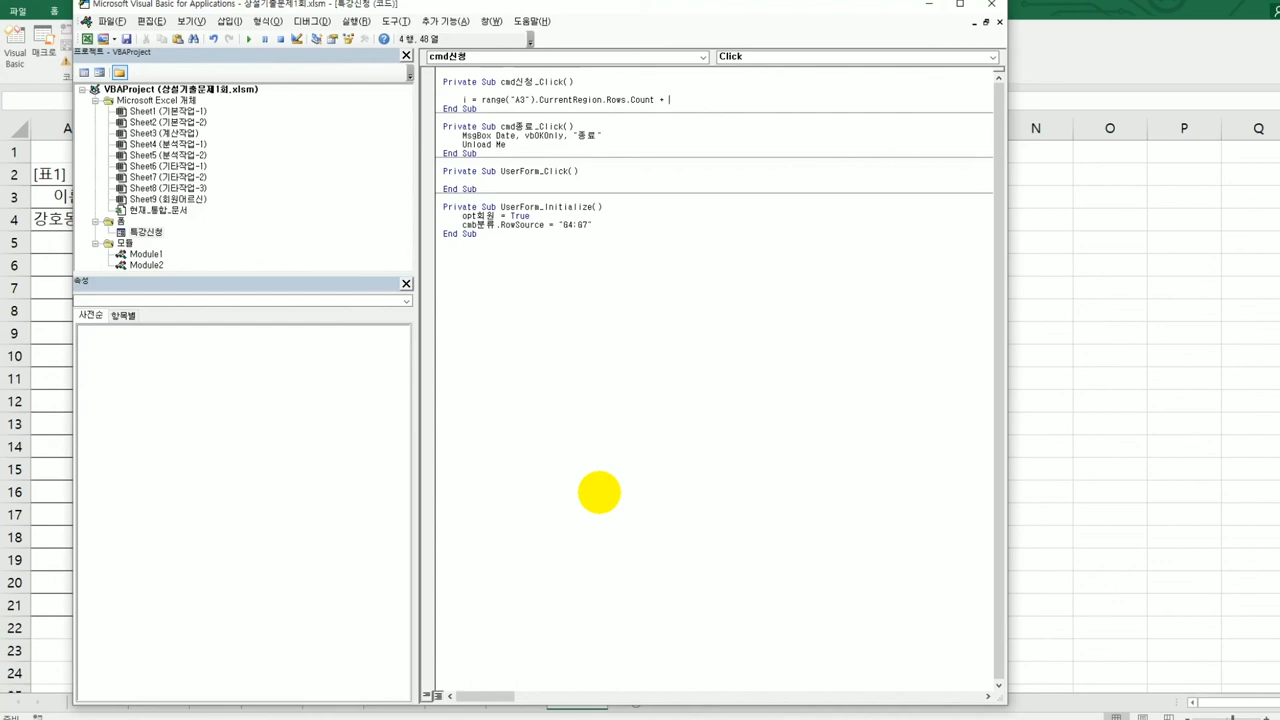 Microsoft Visual Basic for Applications - 상설기출문제1회.xlsm - [특강신청 (코드)]
파일 홈
파일(F) 편집(E) 보기(V) 삽입(I) 형식(O) 디버그(D) 실행(R) 도구(T) 추가 기능(A) 창(W) 도움말(H)
4 행, 48 열
Visual Basic
매크로
프로젝트 - VBAProject
cmd신청
Click
VBAProject (상설기출문제1회.xlsm)
Microsoft Excel 개체
Sheet1 (기본작업-1)
Sheet2 (기본작업-2)
Sheet3 (계산작업)
Sheet4 (분석작업-1)
Sheet5 (분석작업-2)
Sheet6 (기타작업-1)
Sheet7 (기타작업-2)
Sheet8 (기타작업-3)
Sheet9 (회원머르신)
현재_통합_문서
폼
특강신청
모듈
Module1
Module2
속성
사전순 항목별
Private Sub cmd신청_Click()
i = range("A3").CurrentRegion.Rows.Count +
End Sub
Private Sub cmd종료_Click()
MsgBox Date, vbOKOnly, "종료"
Unload Me
End Sub
Private Sub UserForm_Click()
End Sub
Private Sub UserForm_Initialize()
opt회원 = True
cmb분류.RowSource = "G4:G7"
End Sub
A N O P Q
1
2 [표1]
3
4 강호동
5
6
7
8
9
10
11
12
13
14
15
16
17
18
19
20
21
22
23
24